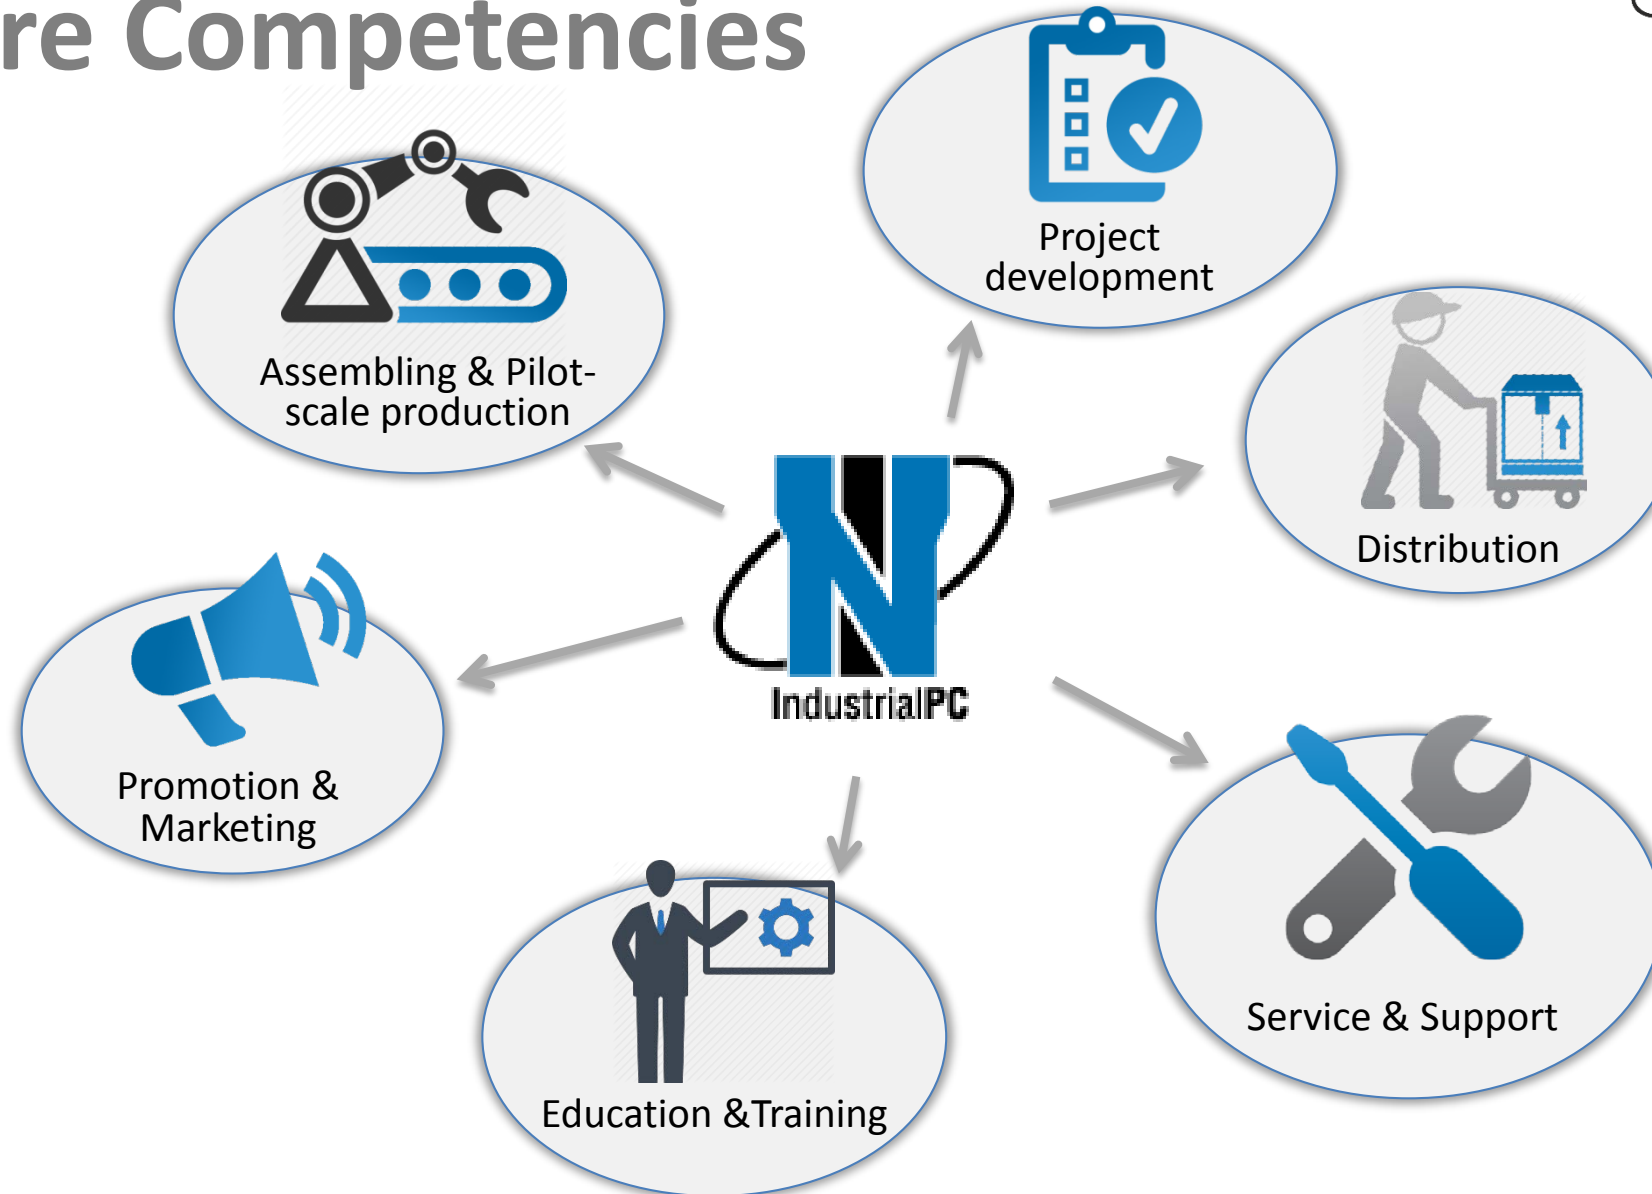 re Competencies
Project
development
Assembling & Pilot-
scale production
Distribution
IndustrialPC
Promotion &
Marketing
Service & Support
Education &Training